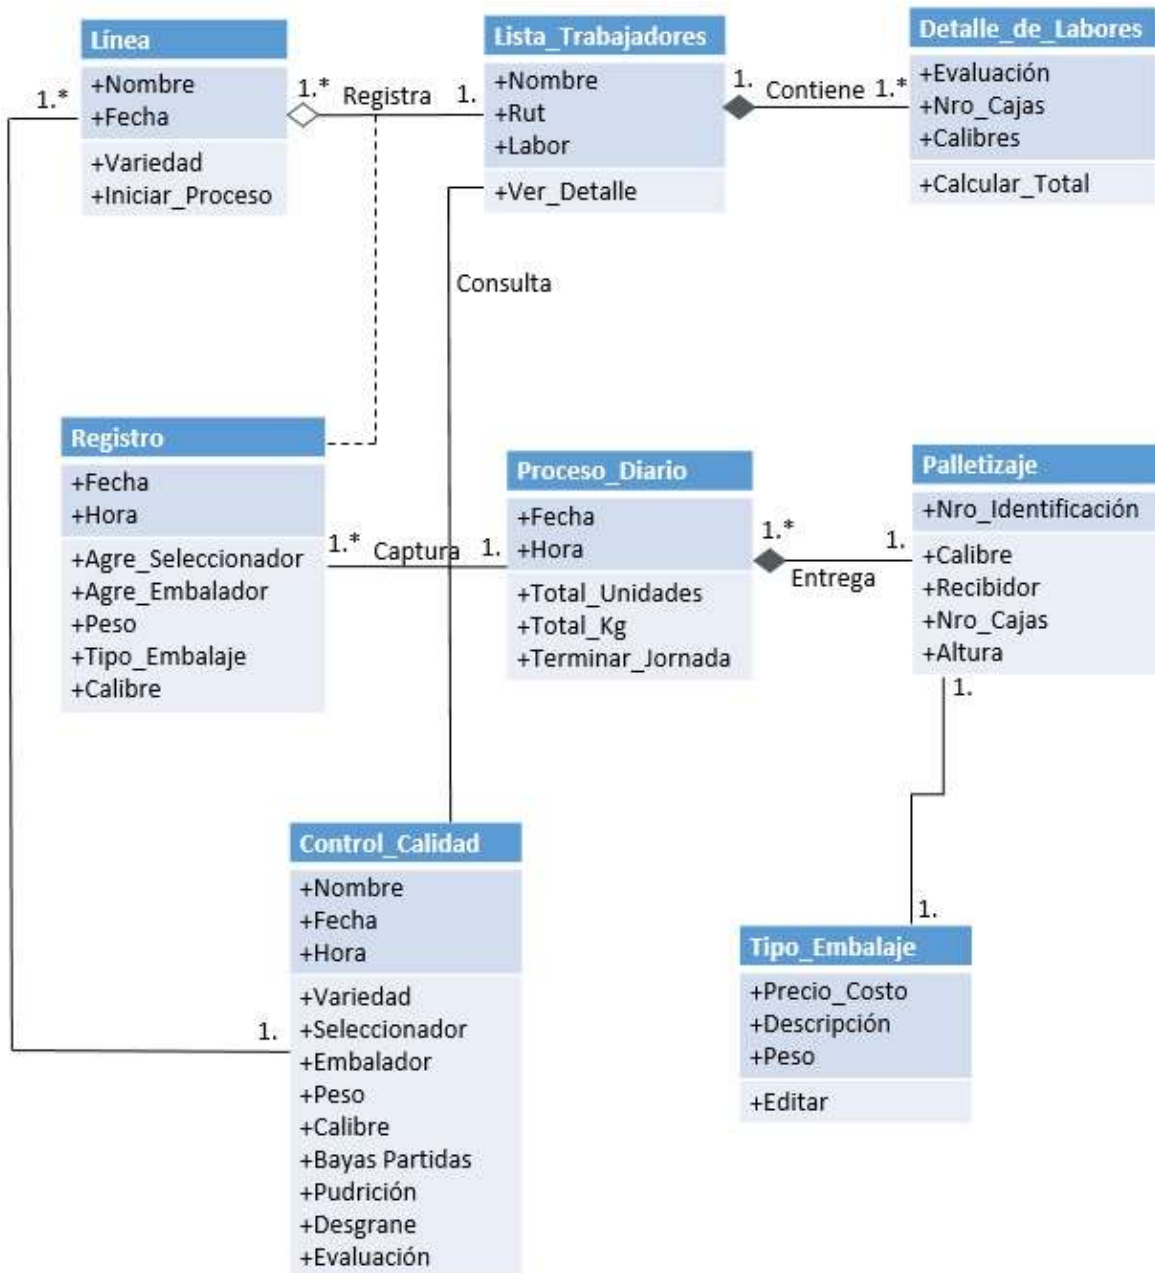 Línea
+Nombre
+Fecha
+Variedad
+Iniciar_Proceso
1.*
1.*
Registra
1.
Lista_Trabajadores
+Nombre
+Rut
+Labor
+Ver_Detalle
1.
Contiene
1.*
Detalle_de_Labores
+Evaluación
+Nro_Cajas
+Calibres
+Calcular_Total
Consulta
Registro
+Fecha
+Hora
+Agre_Seleccionador
+Agre_Embalador
+Peso
+Tipo_Embalaje
+Calibre
1.*
Captura
1.
Proceso_Diario
+Fecha
+Hora
+Total_Unidades
+Total_Kg
+Terminar_Jornada
1.*
Entrega
1.
Palletizaje
+Nro_Identificación
+Calibre
+Recibidor
+Nro_Cajas
+Altura
1.
1.
Control_Calidad
+Nombre
+Fecha
+Hora
+Variedad
+Seleccionador
+Embalador
+Peso
+Calibre
+Bayas Partidas
+Pudrición
+Desgrane
+Evaluación
1.
Tipo_Embalaje
+Precio_Costo
+Descripción
+Peso
+Editar